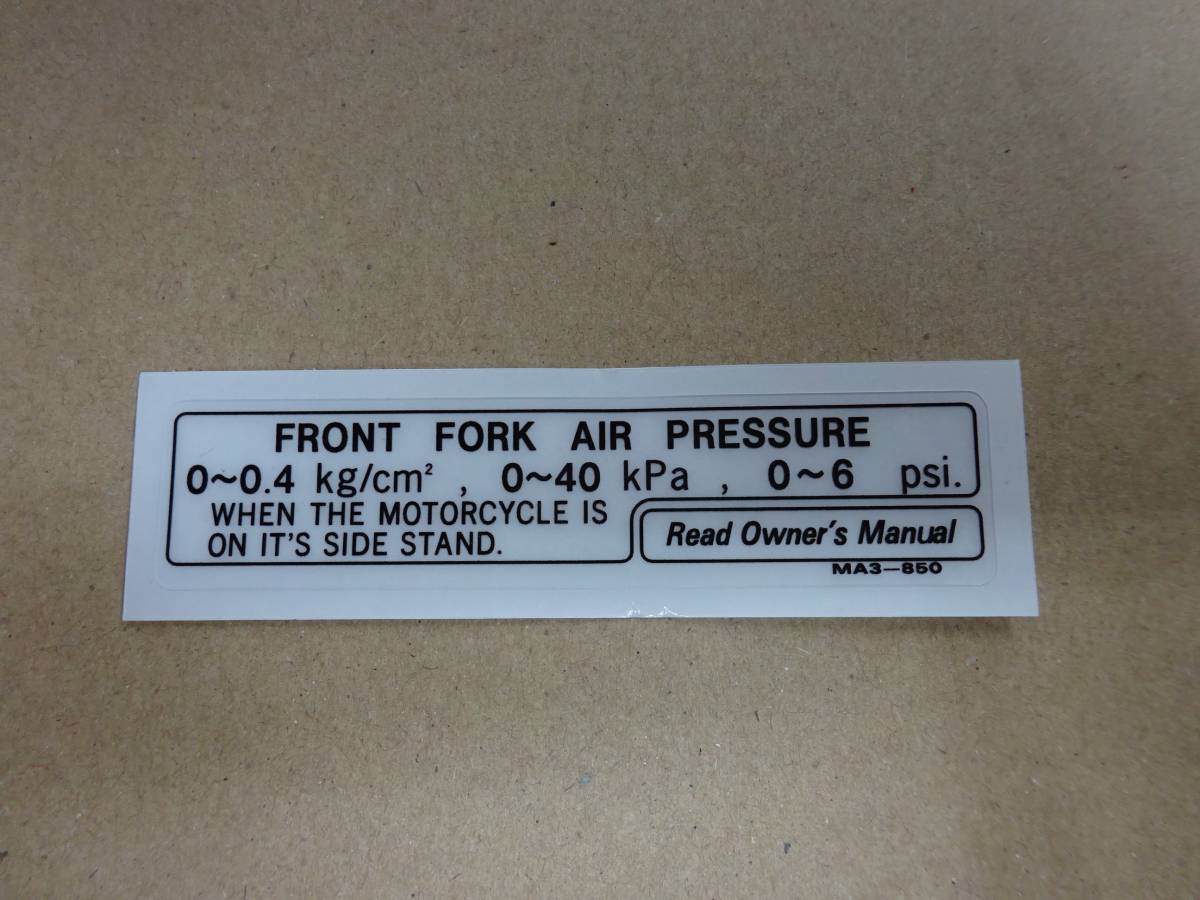 FRONT FORK AIR PRESSURE
0~0.4 kg/cm², 0~40 kPa, 0~6 psi.
WHEN THE MOTORCYCLE IS
ON IT'S SIDE STAND.
Read Owner's Manual
MA3-850